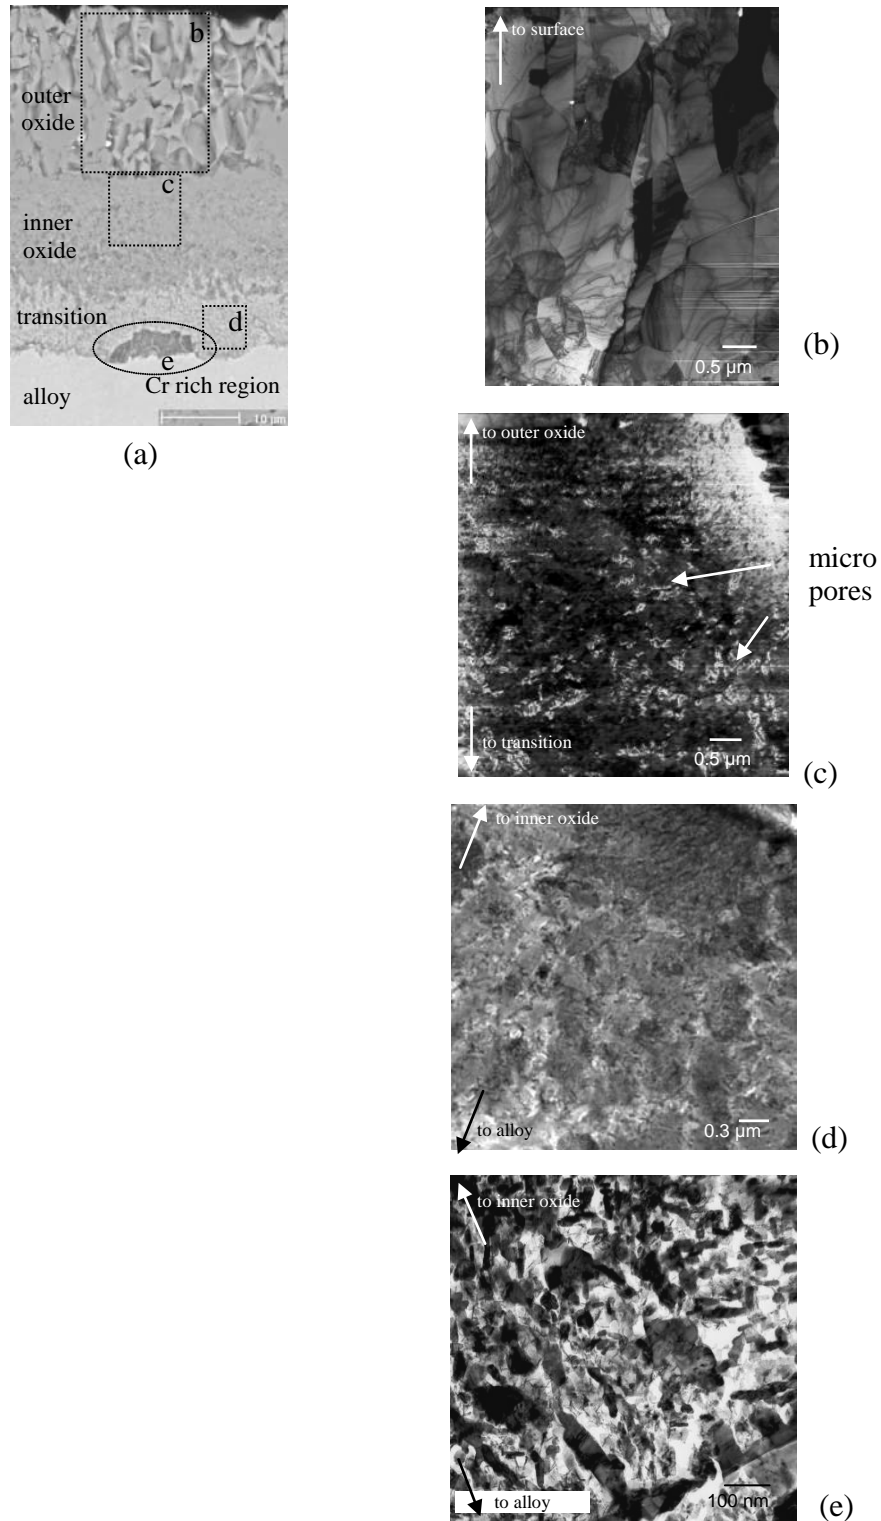 b
outer
oxide
c
inner
oxide
transition
d
e
Cr rich region
alloy
10 μm
(a)
to surface
0.5 μm
(b)
to outer oxide
micro
pores
to transition
0.5 μm
(c)
to inner oxide
to alloy
0.3 μm
(d)
to inner oxide
to alloy
100 nm
(e)